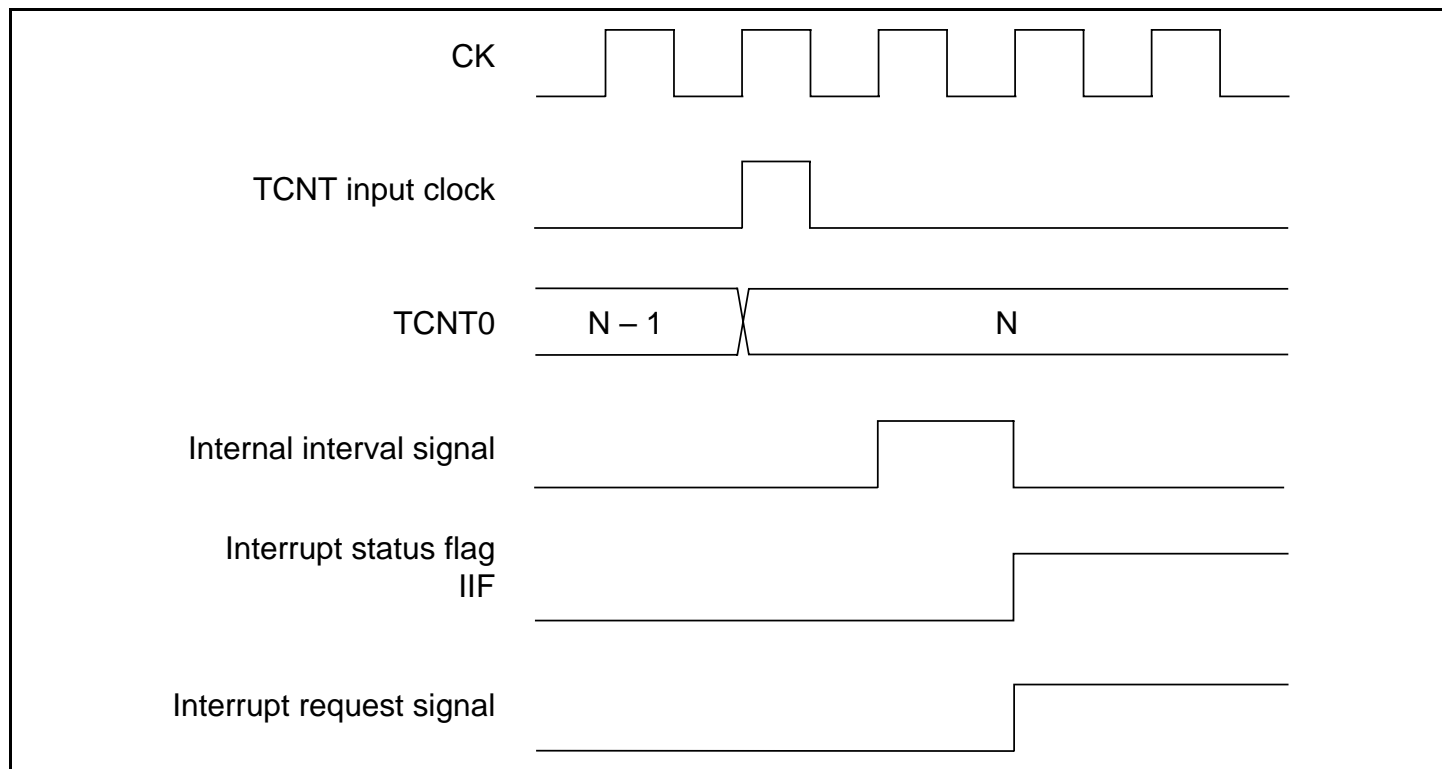 CK
TCNT input clock
TCNT0
N – 1
N
Internal interval signal
Interrupt status flag
IIF
Interrupt request signal